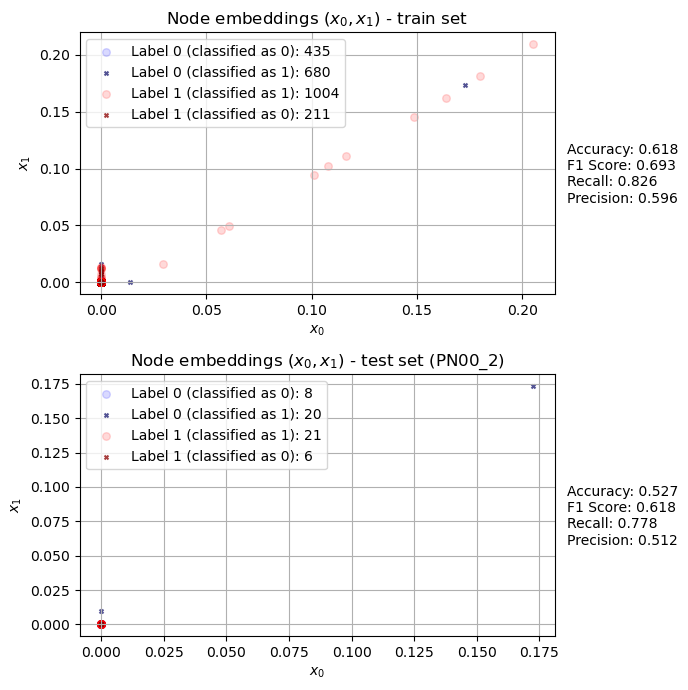 Node embeddings (x₀, x₁) - train set
Label 0 (classified as 0): 435
Label 0 (classified as 1): 680
Label 1 (classified as 1): 1004
Label 1 (classified as 0): 211
0.20
0.15
0.10
0.05
0.00
x₁
0.00 0.05 0.10 0.15 0.20
x₀
Accuracy: 0.618
F1 Score: 0.693
Recall: 0.826
Precision: 0.596
Node embeddings (x₀, x₁) - test set (PN00_2)
Label 0 (classified as 0): 8
Label 0 (classified as 1): 20
Label 1 (classified as 1): 21
Label 1 (classified as 0): 6
0.175
0.150
0.125
0.100
0.075
0.050
0.025
0.000
x₁
0.000 0.025 0.050 0.075 0.100 0.125 0.150 0.175
x₀
Accuracy: 0.527
F1 Score: 0.618
Recall: 0.778
Precision: 0.512